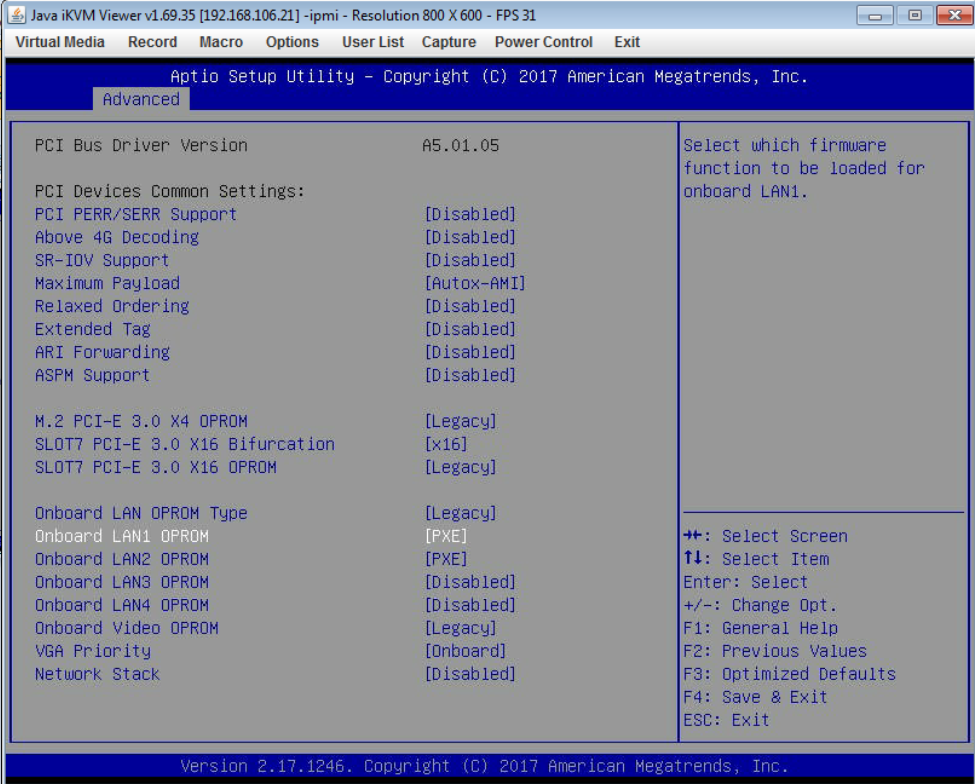 Java iKVM Viewer v1.69.35 [192.168.106.21] -ipmi - Resolution 800 X 600 - FPS 31
Virtual Media Record Macro Options User List Capture Power Control Exit
Aptio Setup Utility – Copyright (C) 2017 American Megatrends, Inc.
Advanced
PCI Bus Driver Version A5.01.05
PCI Devices Common Settings:
PCI PERR/SERR Support [Disabled]
Above 4G Decoding [Disabled]
SR-IOV Support [Disabled]
Maximum Payload [Autox-AMI]
Relaxed Ordering [Disabled]
Extended Tag [Disabled]
ARI Forwarding [Disabled]
ASPM Support [Disabled]
M.2 PCI-E 3.0 X4 OPROM [Legacy]
SLOT7 PCI-E 3.0 X16 Bifurcation [x16]
SLOT7 PCI-E 3.0 X16 OPROM [Legacy]
Onboard LAN OPROM Type [Legacy]
Onboard LAN1 OPROM [PXE]
Onboard LAN2 OPROM [PXE]
Onboard LAN3 OPROM [Disabled]
Onboard LAN4 OPROM [Disabled]
Onboard Video OPROM [Legacy]
VGA Priority [Onboard]
Network Stack [Disabled]
Select which firmware
function to be loaded for
onboard LAN1.
→←: Select Screen
↑↓: Select Item
Enter: Select
+/-: Change Opt.
F1: General Help
F2: Previous Values
F3: Optimized Defaults
F4: Save & Exit
ESC: Exit
Version 2.17.1246. Copyright (C) 2017 American Megatrends, Inc.